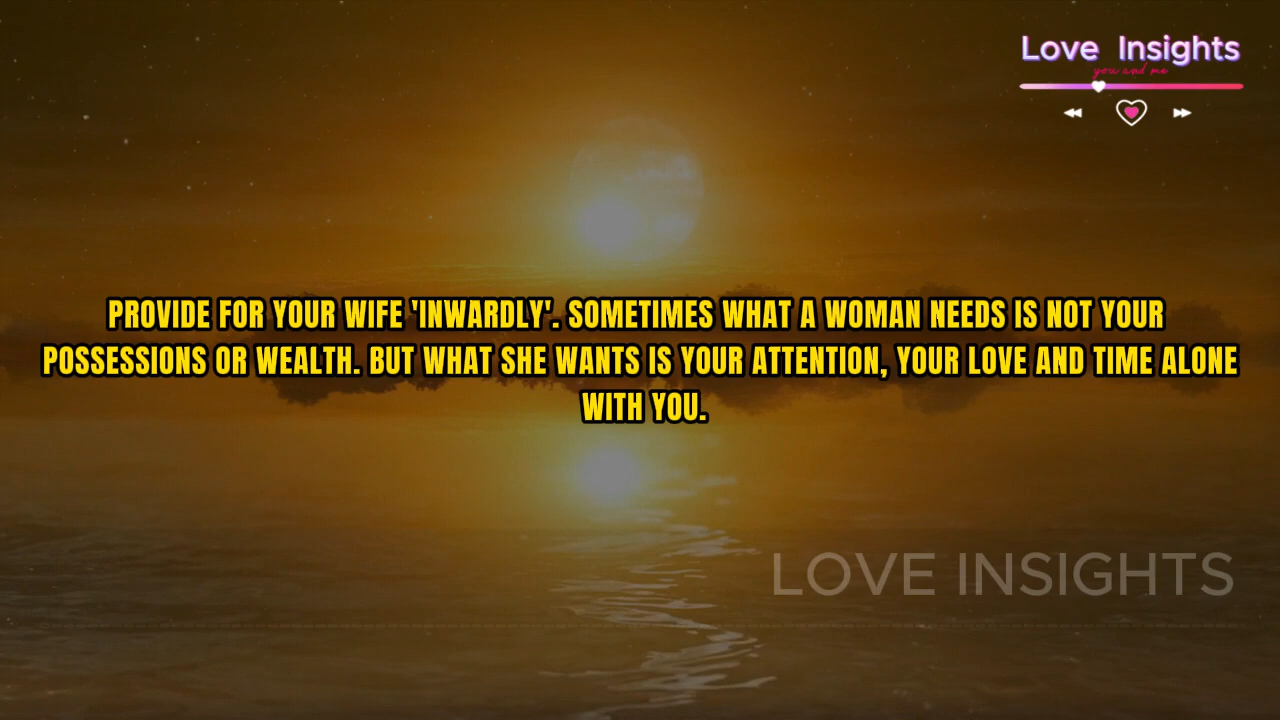 Love Insights
you and me
PROVIDE FOR YOUR WIFE 'INWARDLY'. SOMETIMES WHAT A WOMAN NEEDS IS NOT YOUR
POSSESSIONS OR WEALTH. BUT WHAT SHE WANTS IS YOUR ATTENTION, YOUR LOVE AND TIME ALONE
WITH YOU.
LOVE INSIGHTS